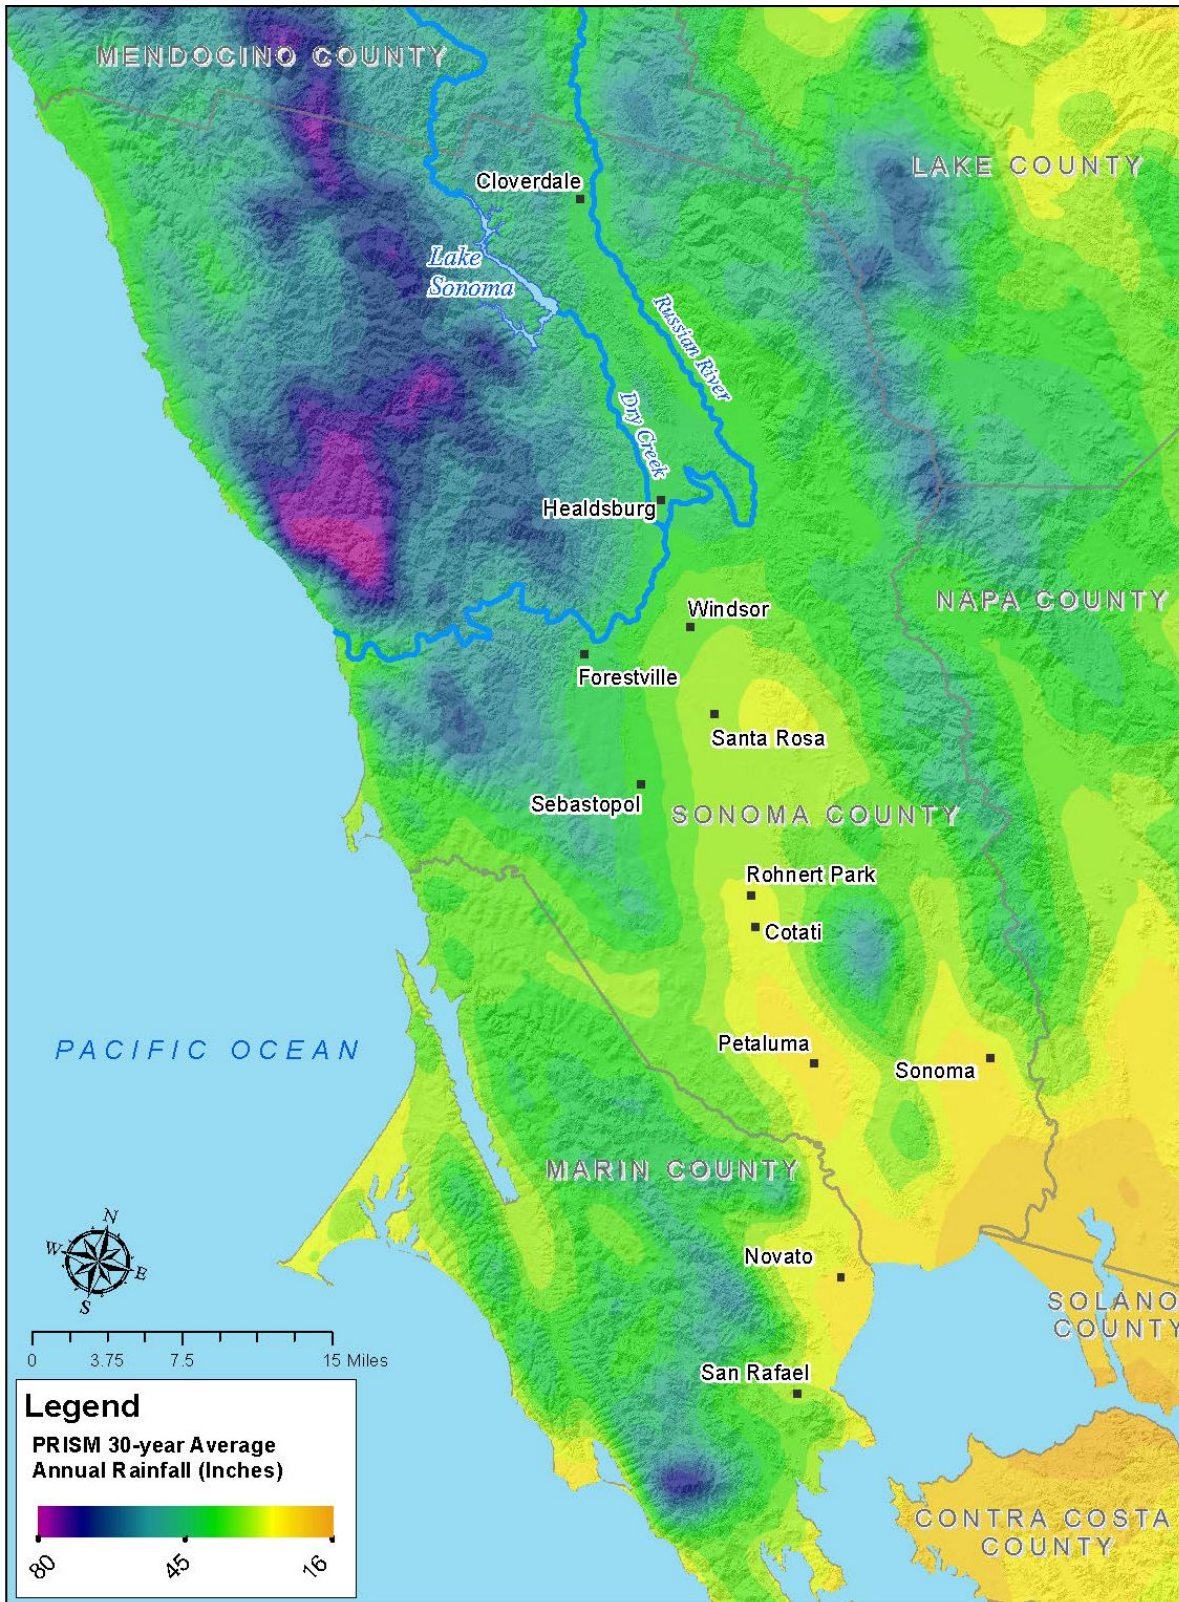 MENDOCINO COUNTY
LAKE COUNTY
Cloverdale
Lake
Sonoma
Russian River
Dry Creek
Healdsburg
NAPA COUNTY
Windsor
Forestville
Santa Rosa
Sebastopol
SONOMA COUNTY
Rohnert Park
Cotati
PACIFIC OCEAN
Petaluma
Sonoma
MARIN COUNTY
N
W
E
S
Novato
SOLANO
COUNTY
0 3.75 7.5 15 Miles
San Rafael
Legend
PRISM 30-year Average
Annual Rainfall (Inches)
80 45 16
CONTRA COSTA
COUNTY